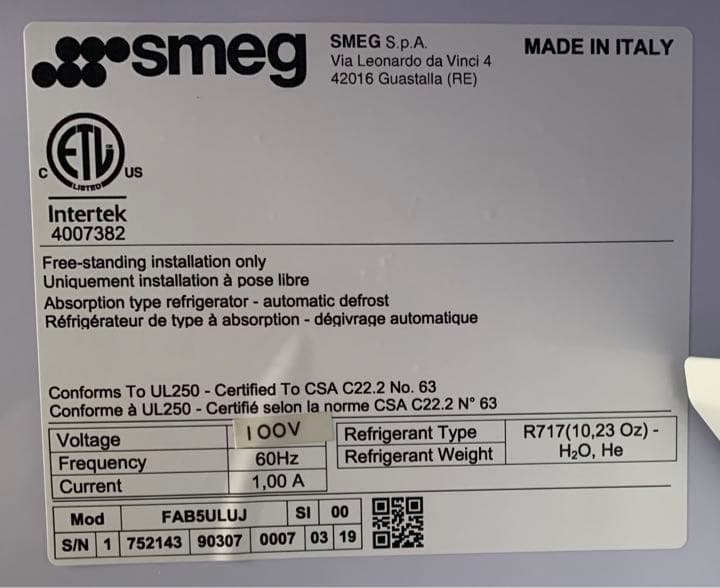 smeg
SMEG S.p.A.
Via Leonardo da Vinci 4
42016 Guastalla (RE)
MADE IN ITALY
ETL
LISTED
C US
Intertek
4007382
Free-standing installation only
Uniquement installation à pose libre
Absorption type refrigerator - automatic defrost
Réfrigérateur de type à absorption - dégivrage automatique
Conforms To UL250 - Certified To CSA C22.2 No. 63
Conforme à UL250 - Certifié selon la norme CSA C22.2 N° 63
Voltage 100V
Frequency 60Hz
Current 1,00 A
Refrigerant Type
Refrigerant Weight
R717(10,23 Oz) -
H₂O, He
Mod FAB5ULUJ SI 00
S/N 1 752143 90307 0007 03 19